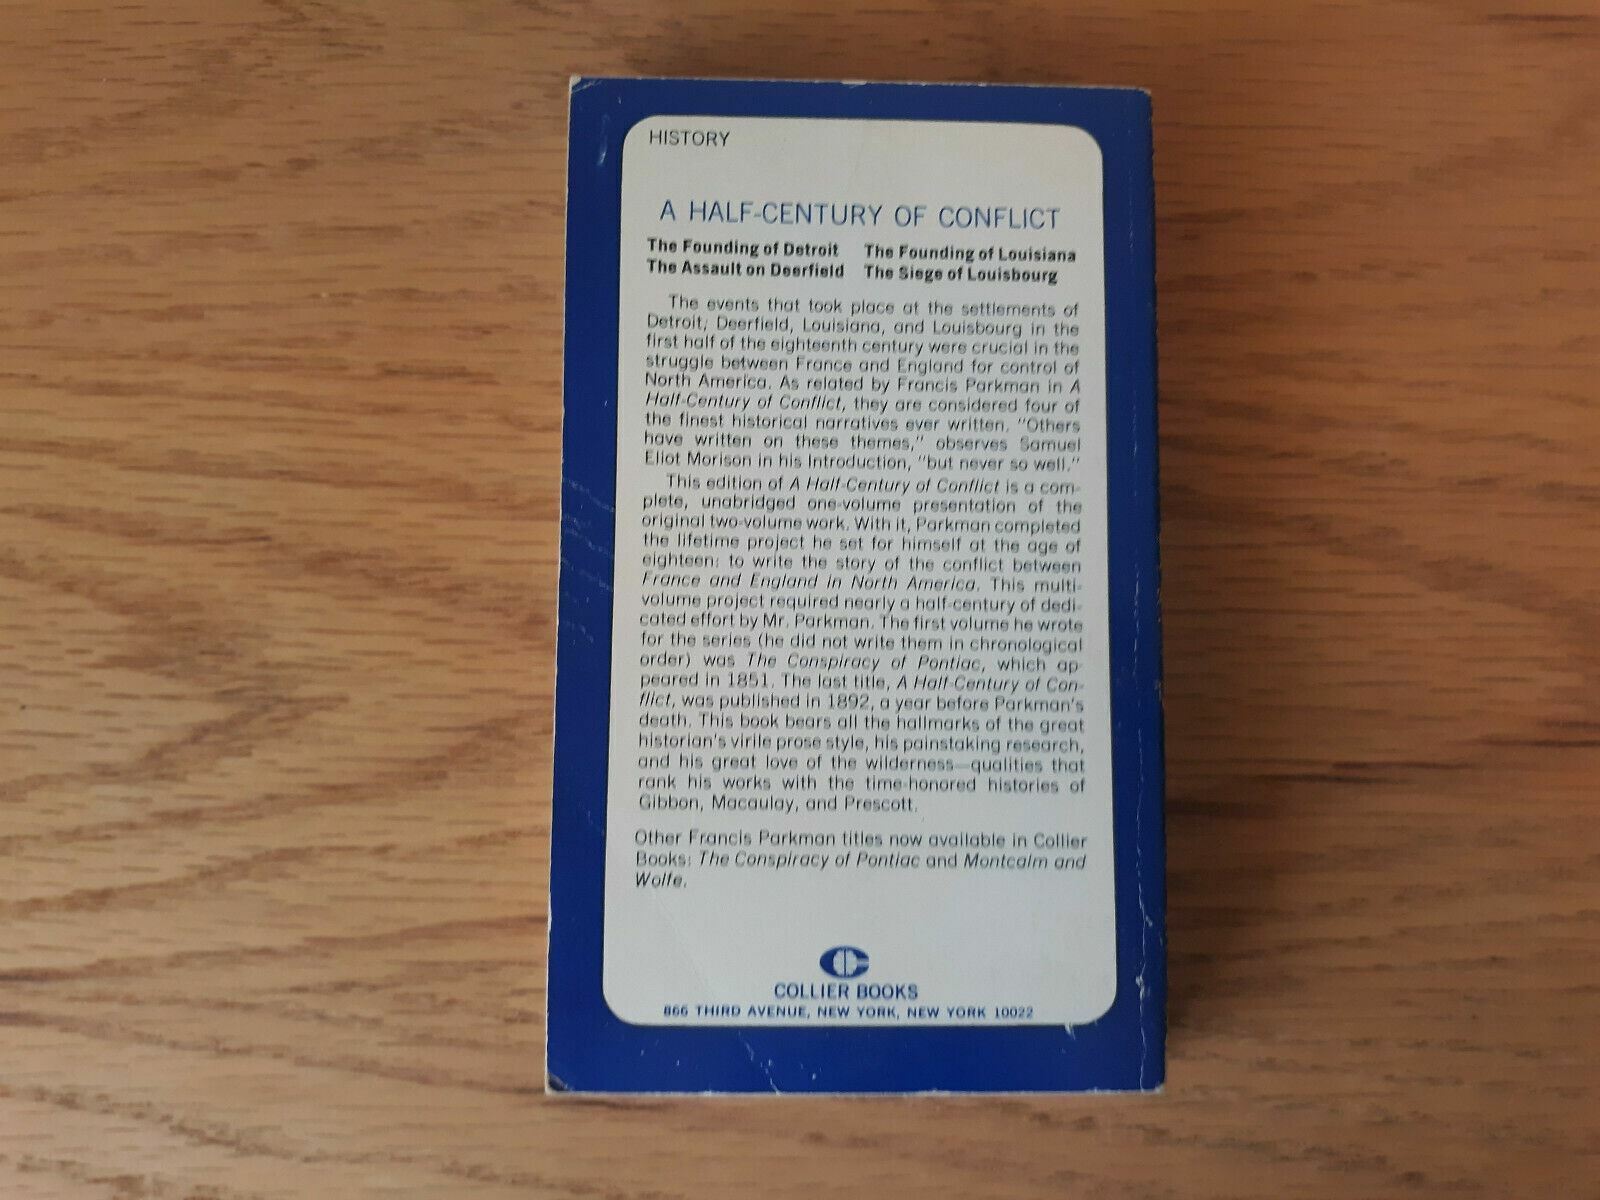 HISTORY
A HALF-CENTURY OF CONFLICT
The Founding of Detroit The Founding of Louisiana
The Assault on Deerfield The Siege of Louisbourg
The events that took place at the settlements of
Detroit, Deerfield, Louisiana, and Louisbourg in the
first half of the eighteenth century were crucial in the
struggle between France and England for control of
North America. As related by Francis Parkman in A
Half-Century of Conflict, they are considered four of
the finest historical narratives ever written. "Others
have written on these themes," observes Samuel
Eliot Morison in his Introduction, "but never so well."
This edition of A Half-Century of Conflict is a com-
plete, unabridged one-volume presentation of the
original two-volume work. With it, Parkman completed
the lifetime project he set for himself at the age of
eighteen: to write the story of the conflict between
France and England in North America. This multi-
volume project required nearly a half-century of dedi-
cated effort by Mr. Parkman. The first volume he wrote
for the series (he did not write them in chronological
order) was The Conspiracy of Pontiac, which ap-
peared in 1851. The last title, A Half-Century of Con-
flict, was published in 1892, a year before Parkman's
death. This book bears all the hallmarks of the great
historian's virile prose style, his painstaking research,
and his great love of the wilderness—qualities that
rank his works with the time-honored histories of
Gibbon, Macaulay, and Prescott.
Other Francis Parkman titles now available in Collier
Books: The Conspiracy of Pontiac and Montcalm and
Wolfe.
COLLIER BOOKS
866 THIRD AVENUE, NEW YORK, NEW YORK 10022